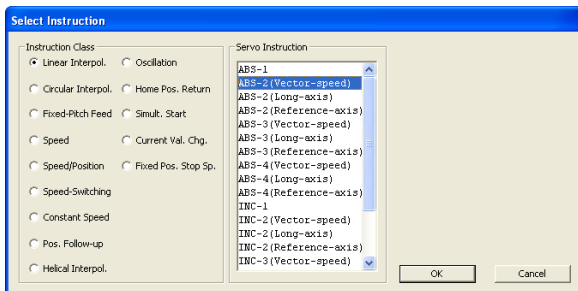 Select Instruction
Instruction Class
Linear Interpol.
Circular Interpol.
Fixed-Pitch Feed
Speed
Speed/Position
Speed-Switching
Constant Speed
Pos. Follow-up
Helical Interpol.
Oscillation
Home Pos. Return
Simult. Start
Current Val. Chg.
Fixed Pos. Stop Sp.
Servo Instruction
ABS-1
ABS-2(Vector-speed)
ABS-2(Long-axis)
ABS-2(Reference-axis)
ABS-3(Vector-speed)
ABS-3(Long-axis)
ABS-3(Reference-axis)
ABS-4(Vector-speed)
ABS-4(Long-axis)
ABS-4(Reference-axis)
INC-1
INC-2(Vector-speed)
INC-2(Long-axis)
INC-2(Reference-axis)
INC-3(Vector-speed)
OK
Cancel